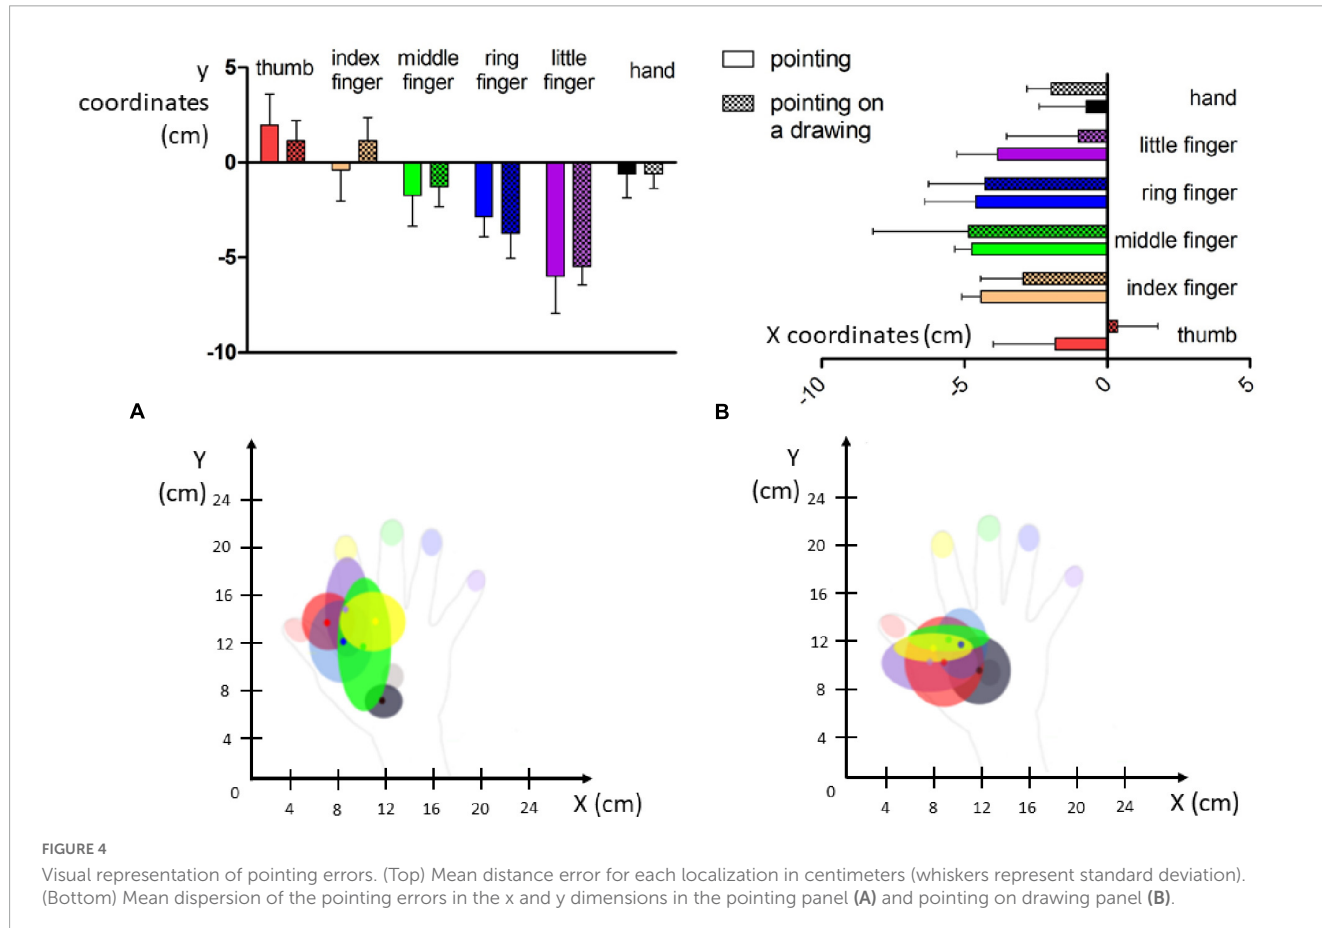 y
coordinates
(cm)
5
0
-5
-10
thumb
index
finger
middle
finger
ring
finger
little
finger
hand
pointing
pointing on
a drawing
hand
little finger
ring finger
middle finger
index finger
thumb
X coordinates (cm)
-10
-5
0
5
A
Y
(cm)
24
20
16
12
8
4
0
4
8
12
16
20
24
X (cm)
B
Y
(cm)
24
20
16
12
8
4
0
4
8
12
16
20
24
X (cm)
FIGURE 4
Visual representation of pointing errors. (Top) Mean distance error for each localization in centimeters (whiskers represent standard deviation).
(Bottom) Mean dispersion of the pointing errors in the x and y dimensions in the pointing panel (A) and pointing on drawing panel (B).